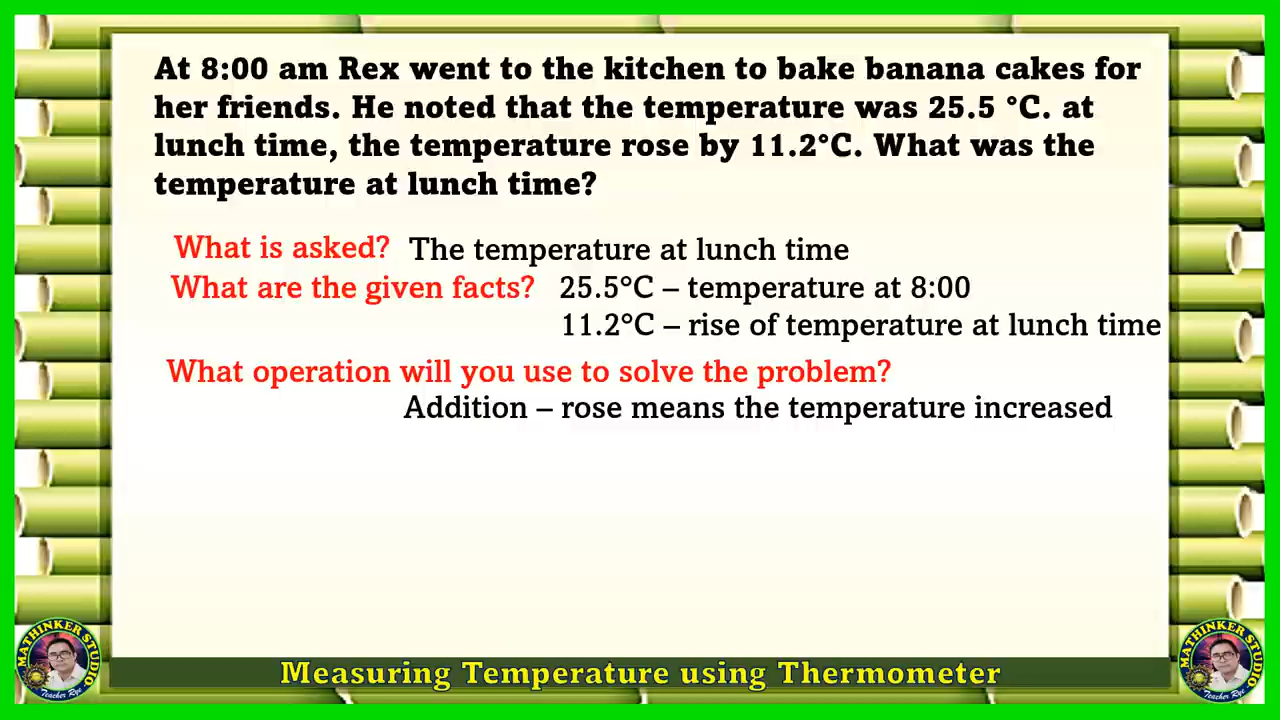 At 8:00 am Rex went to the kitchen to bake banana cakes for
her friends. He noted that the temperature was 25.5 °C. at
lunch time, the temperature rose by 11.2°C. What was the
temperature at lunch time?
What is asked? The temperature at lunch time
What are the given facts? 25.5°C – temperature at 8:00
11.2°C – rise of temperature at lunch time
What operation will you use to solve the problem?
Addition – rose means the temperature increased
MATHINKER STUDIO
Teacher Rye
Measuring Temperature using Thermometer
MATHINKER STUDIO
Teacher Rye